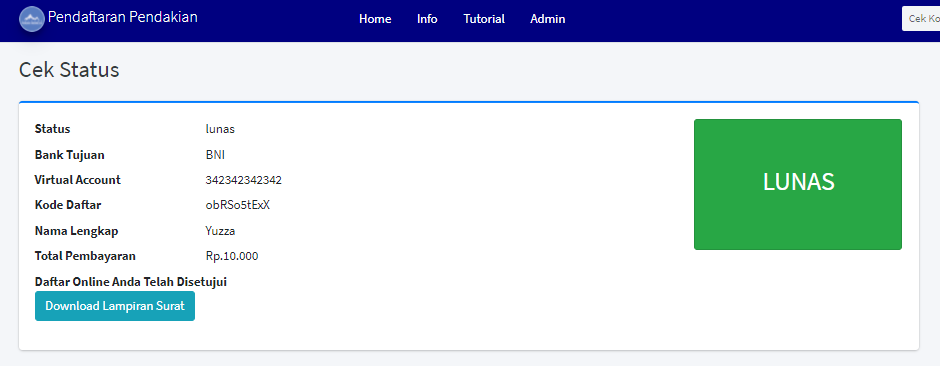 Pendaftaran Pendakian Home Info Tutorial Admin Cek Ko
Cek Status
Status lunas
Bank Tujuan BNI
Virtual Account 342342342342
Kode Daftar obRSo5tExX
Nama Lengkap Yuzza
Total Pembayaran Rp.10.000
LUNAS
Daftar Online Anda Telah Disetujui
Download Lampiran Surat